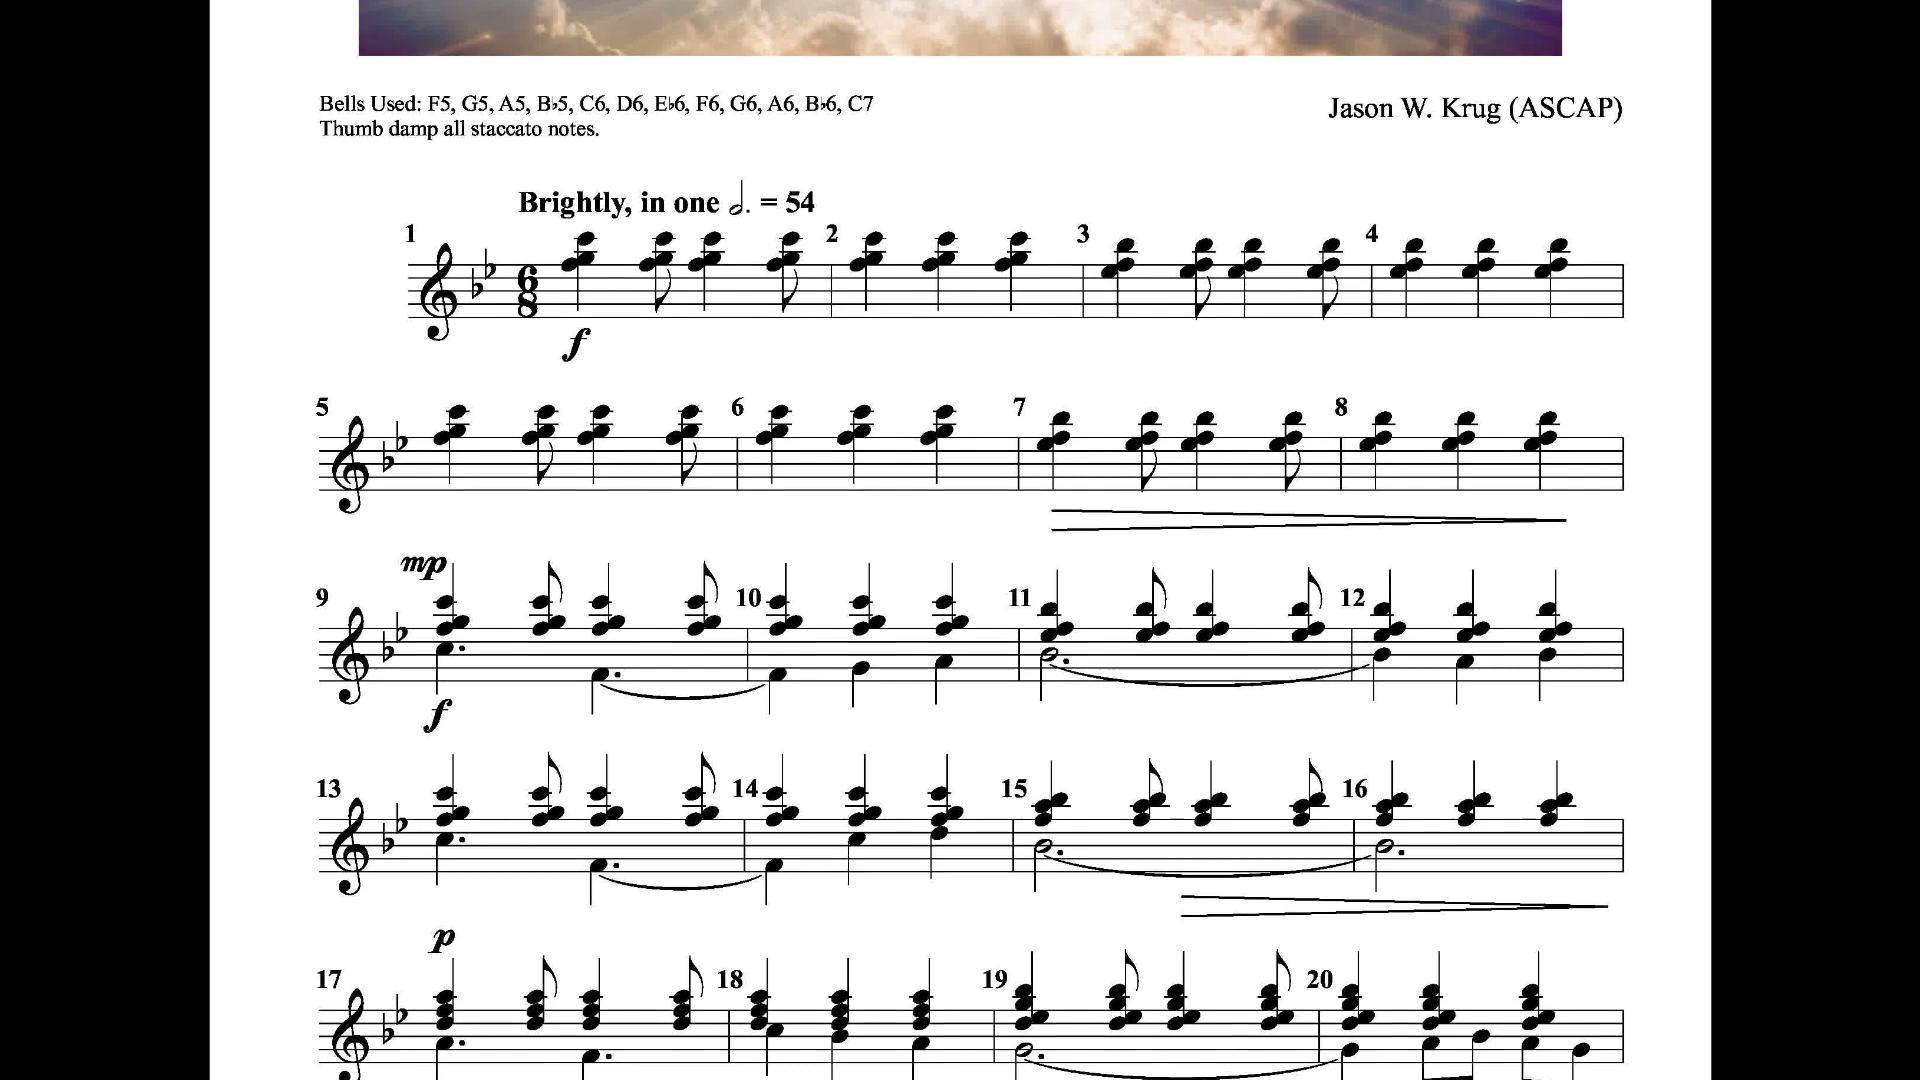 Bells Used: F5, G5, A5, B♭5, C6, D6, E♭6, F6, G6, A6, B♭6, C7
Thumb damp all staccato notes.
Jason W. Krug (ASCAP)
Brightly, in one 𝅗𝅥. = 54
1 2 3 4
6
8
f
5 6 7 8
mp
9 10 11 12
f
13 14 15 16
p
17 18 19 20